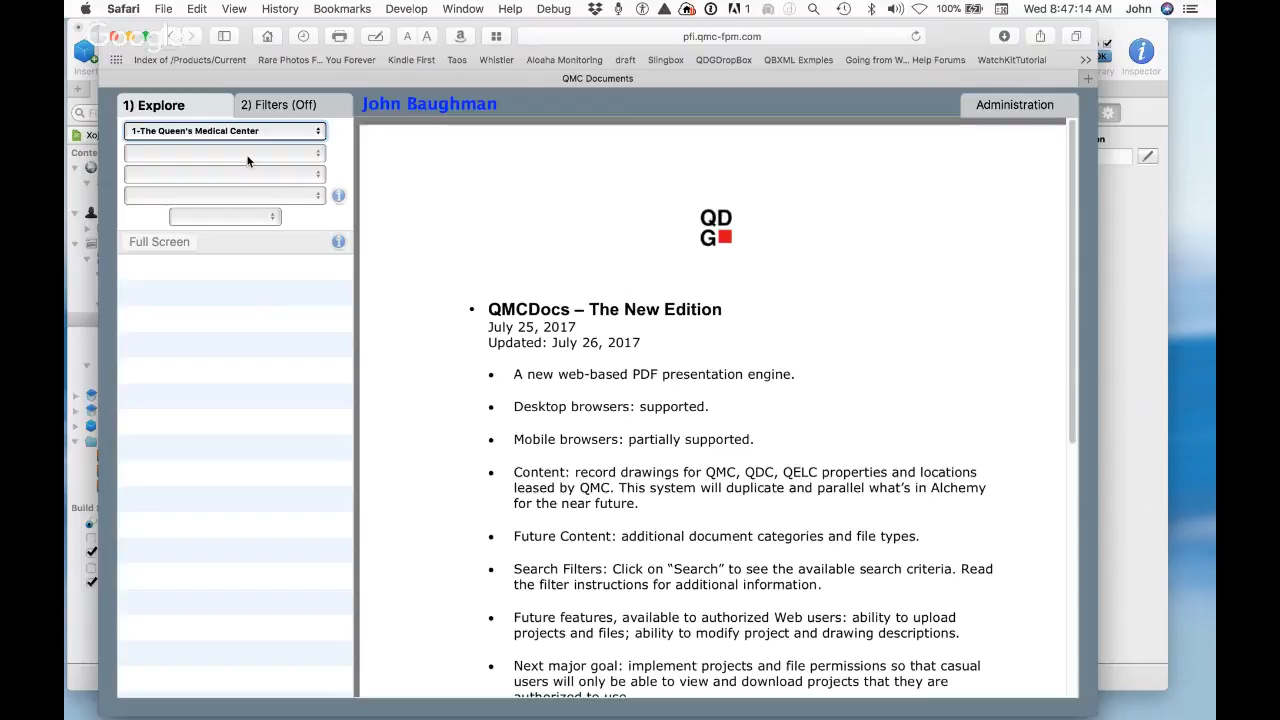 Safari File Edit View History Bookmarks Develop Window Help Debug 1 100% Wed 8:47:14 AM John
Google
pfi.qmc-fpm.com
Insert
Inspector
A A
Index of /Products/Current Rare Photos F... You Forever Kindle First Taos Whistler Aloaha Monitoring draft Slingbox QDGDropBox QBXML Exmples Going from W... Help Forums WatchKitTutorial
QMC Documents
1) Explore
2) Filters (Off)
John Baughman
Administration
1-The Queen's Medical Center
Full Screen
QD
G
• QMCDocs – The New Edition
July 25, 2017
Updated: July 26, 2017
• A new web-based PDF presentation engine.
• Desktop browsers: supported.
• Mobile browsers: partially supported.
• Content: record drawings for QMC, QDC, QELC properties and locations
leased by QMC. This system will duplicate and parallel what's in Alchemy
for the near future.
• Future Content: additional document categories and file types.
• Search Filters: Click on “Search” to see the available search criteria. Read
the filter instructions for additional information.
• Future features, available to authorized Web users: ability to upload
projects and files; ability to modify project and drawing descriptions.
• Next major goal: implement projects and file permissions so that casual
users will only be able to view and download projects that they are
authorized to use.